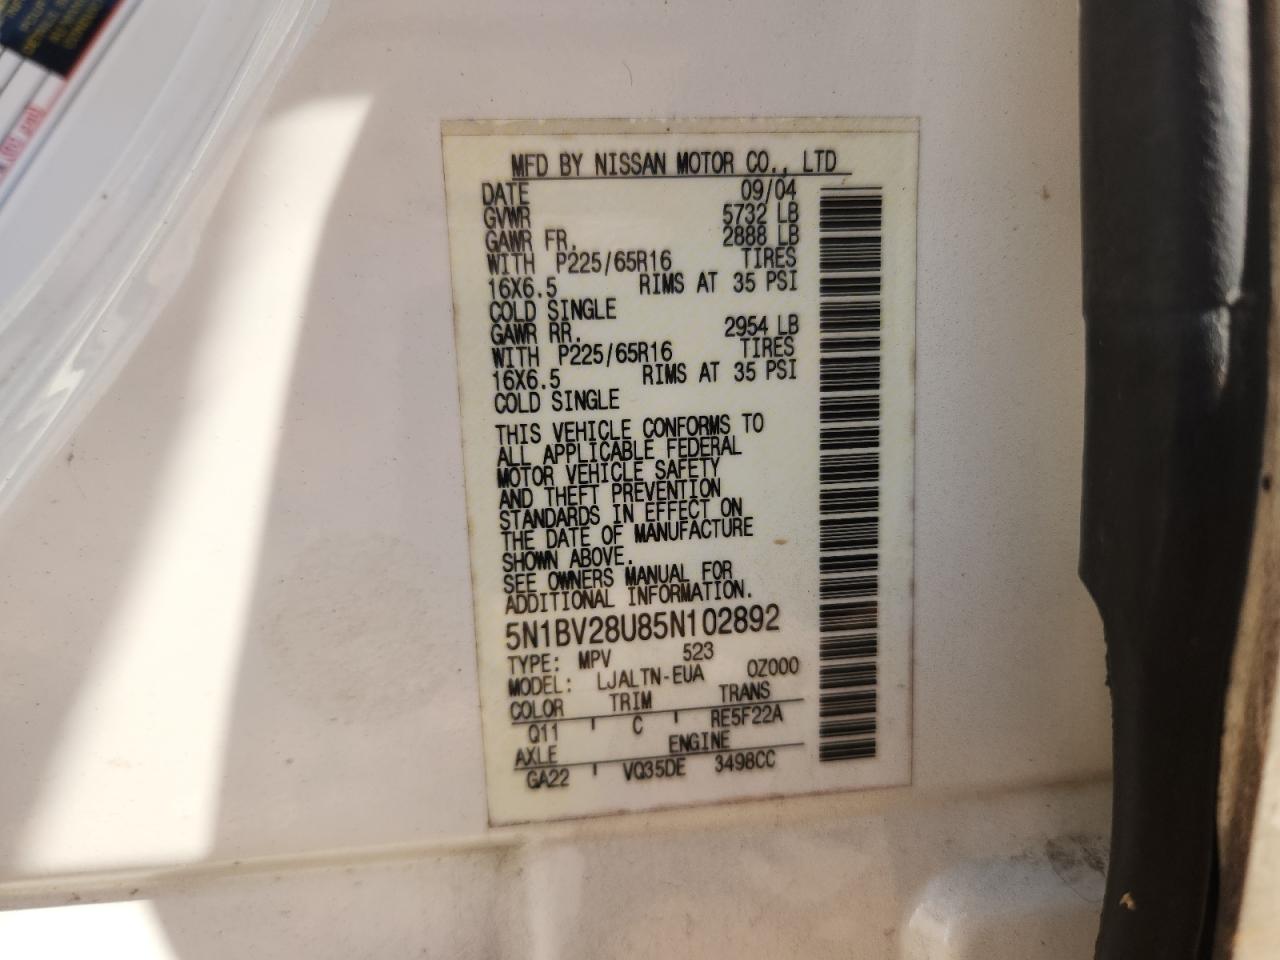 MFD BY NISSAN MOTOR CO., LTD
DATE 09/04
GVWR 5732 LB
GAWR FR. 2888 LB
WITH P225/65R16 TIRES
16X6.5 RIMS AT 35 PSI
COLD SINGLE
GAWR RR. 2954 LB
WITH P225/65R16 TIRES
16X6.5 RIMS AT 35 PSI
COLD SINGLE
THIS VEHICLE CONFORMS TO
ALL APPLICABLE FEDERAL
MOTOR VEHICLE SAFETY
AND THEFT PREVENTION
STANDARDS IN EFFECT ON
THE DATE OF MANUFACTURE
SHOWN ABOVE.
SEE OWNERS MANUAL FOR
ADDITIONAL INFORMATION.
5N1BV28U85N102892
TYPE: MPV 523
MODEL: LJALTN-EUA 0Z000
COLOR TRIM TRANS
Q11 C RE5F22A
AXLE ENGINE
GA22 VQ35DE 3498CC